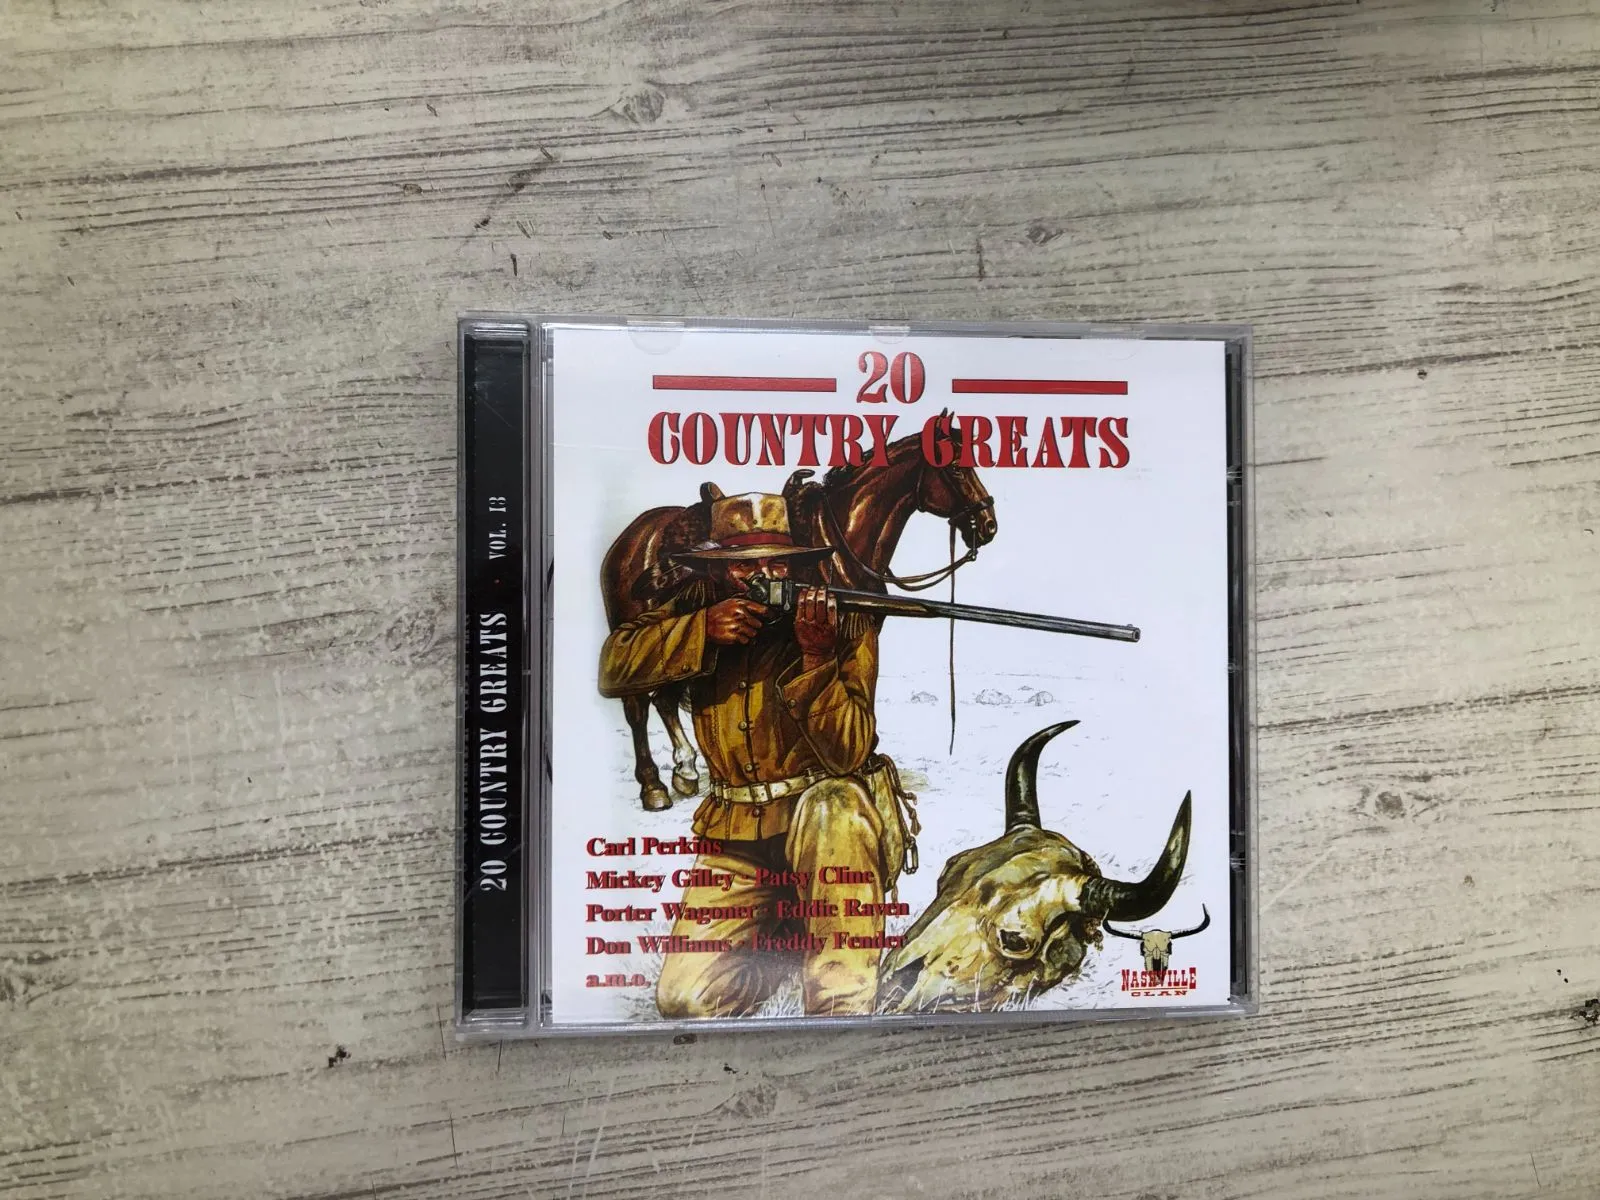 20
COUNTRY GREATS
Carl Perkins
Mickey Gilley · Patsy Cline
Porter Wagoner · Eddie Raven
Don Williams · Freddy Fender
a.m.o.
NASHVILLE
CLAN
20 COUNTRY GREATS · VOL. 13